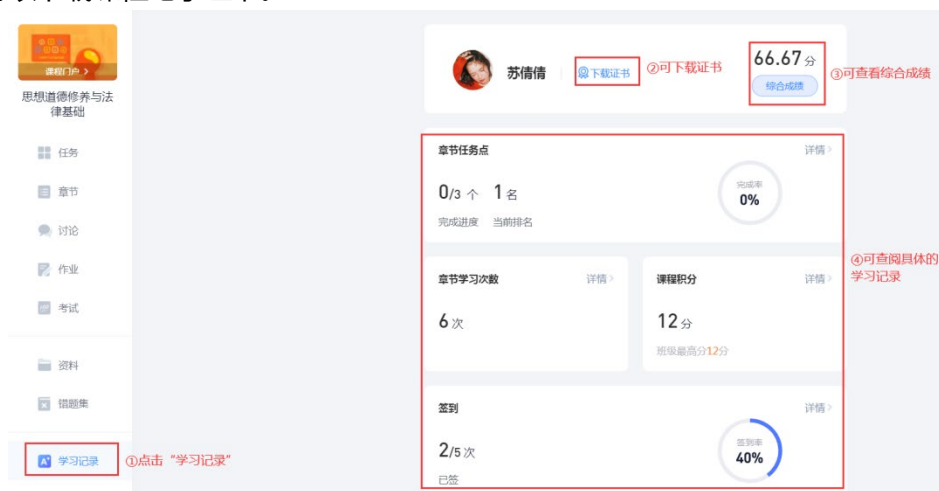 课程门户 >
思想道德修养与法
律基础
任务
章节
讨论
作业
考试
资料
错题集
学习记录
①点击“学习记录”
苏倩倩
下载证书
②可下载证书
66.67分
综合成绩
③可查看综合成绩
章节任务点
详情 >
0/3 个 1 名
完成进度 当前排名
完成率
0%
④可查阅具体的
学习记录
章节学习次数
详情 >
6 次
课程积分
详情 >
12 分
班级最高分12分
签到
详情 >
2/5 次
已签
签到率
40%